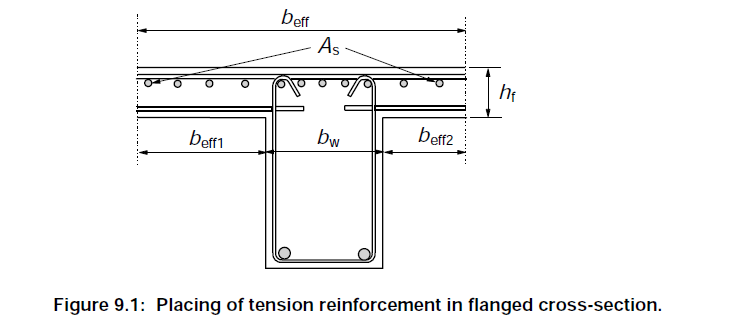 beff
As
hf
beff1
bw
beff2
Figure 9.1: Placing of tension reinforcement in flanged cross-section.